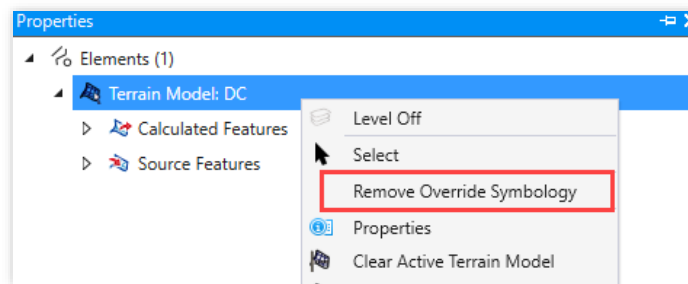 Properties
Elements (1)
Terrain Model: DC
Calculated Features
Source Features
Level Off
Select
Remove Override Symbology
Properties
Clear Active Terrain Model